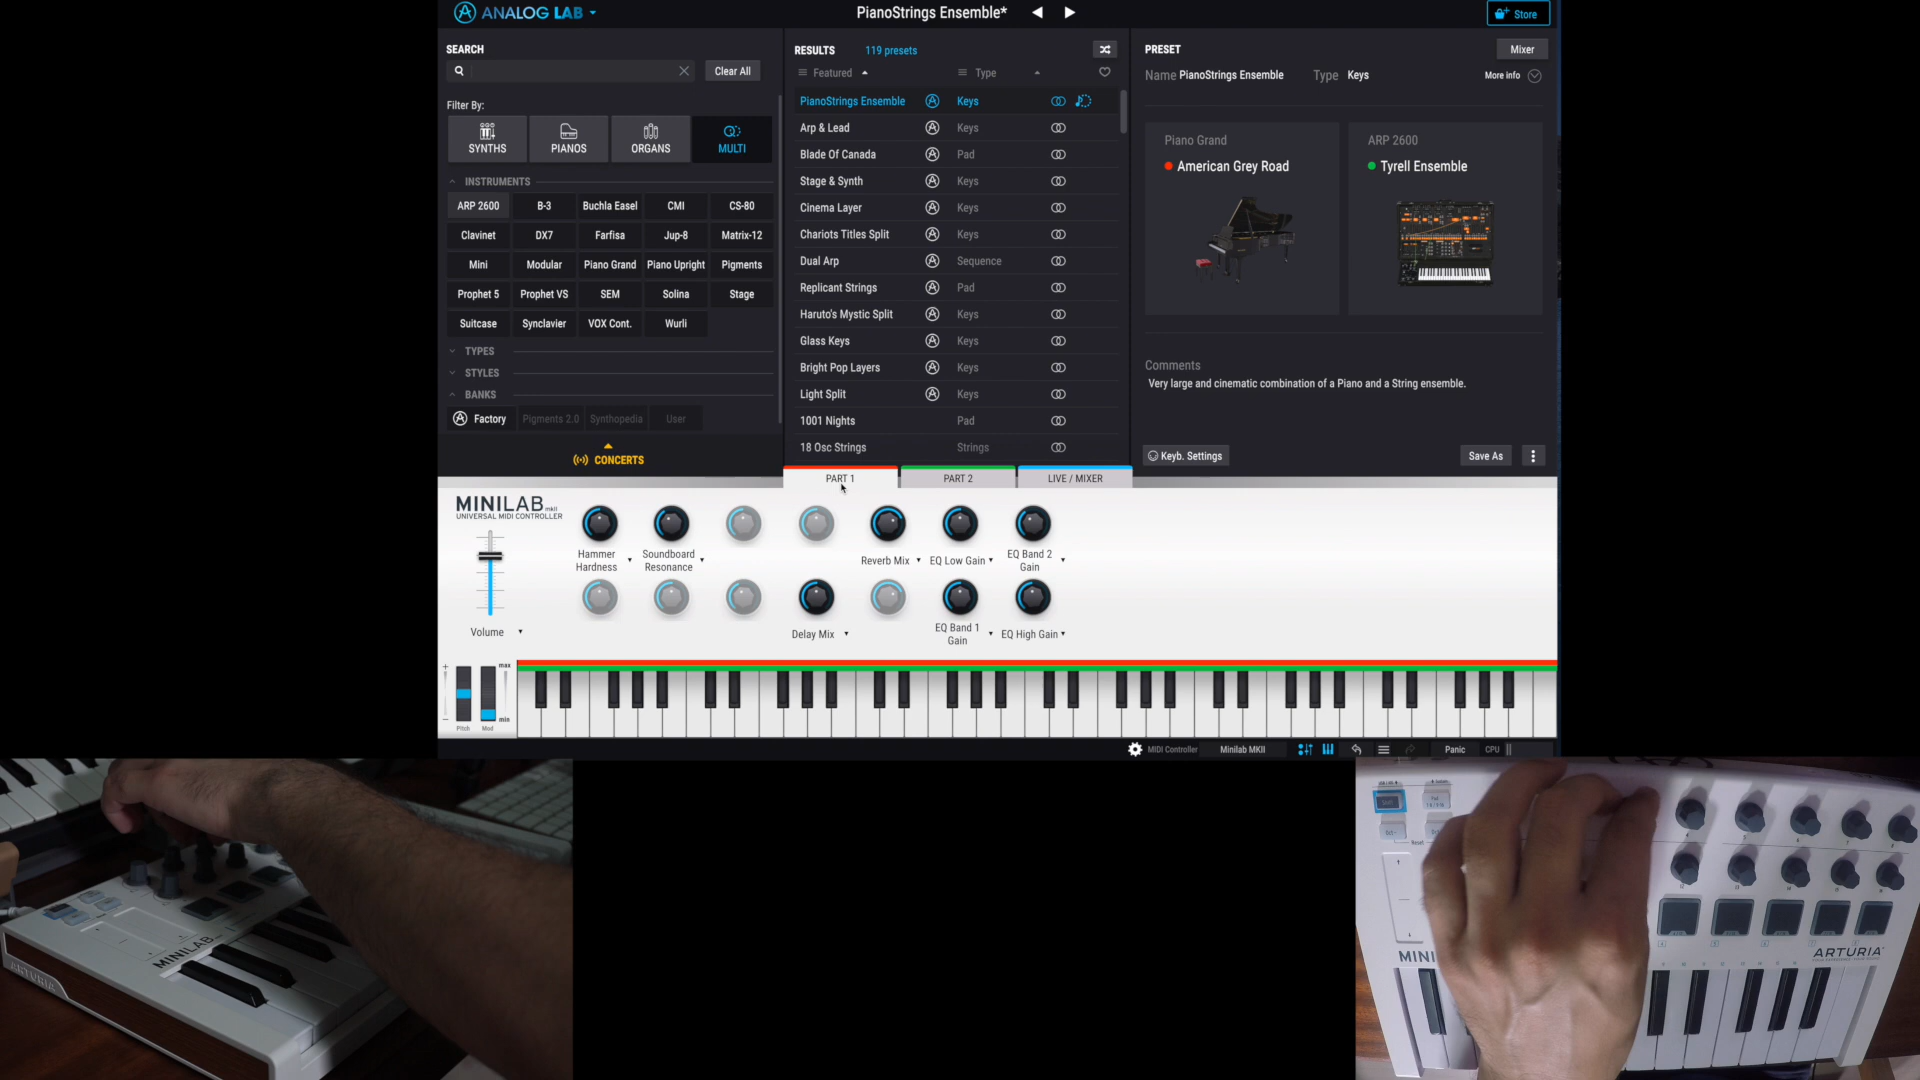 ANALOG LAB
PianoStrings Ensemble*
Store
SEARCH
Clear All
Filter By:
SYNTHS
PIANOS
ORGANS
MULTI
INSTRUMENTS
ARP 2600 B-3 Buchla Easel CMI CS-80
Clavinet DX7 Farfisa Jup-8 Matrix-12
Mini Modular Piano Grand Piano Upright Pigments
Prophet 5 Prophet VS SEM Solina Stage
Suitcase Synclavier VOX Cont. Wurli
TYPES
STYLES
BANKS
Factory Pigments 2.0 Synthopedia User
CONCERTS
RESULTS 119 presets
Featured Type
PianoStrings Ensemble Keys
Arp & Lead Keys
Blade Of Canada Pad
Stage & Synth Keys
Cinema Layer Keys
Chariots Titles Split Keys
Dual Arp Sequence
Replicant Strings Pad
Haruto's Mystic Split Keys
Glass Keys Keys
Bright Pop Layers Keys
Light Split Keys
1001 Nights Pad
18 Osc Strings Strings
PRESET
Mixer
Name PianoStrings Ensemble Type Keys
More info
Piano Grand
American Grey Road
ARP 2600
Tyrell Ensemble
Comments
Very large and cinematic combination of a Piano and a String ensemble.
Keyb. Settings
Save As
PART 1
PART 2
LIVE / MIXER
MINILAB mkII
UNIVERSAL MIDI CONTROLLER
Volume
Hammer
Hardness
Soundboard
Resonance
Reverb Mix
EQ Low Gain
EQ Band 2
Gain
Delay Mix
EQ Band 1
Gain
EQ High Gain
+
-
max
min
Pitch
Mod
MIDI Controller Minilab MKII
Panic
CPU
MINILAB
ARTURIA
MINI
ARTURIA